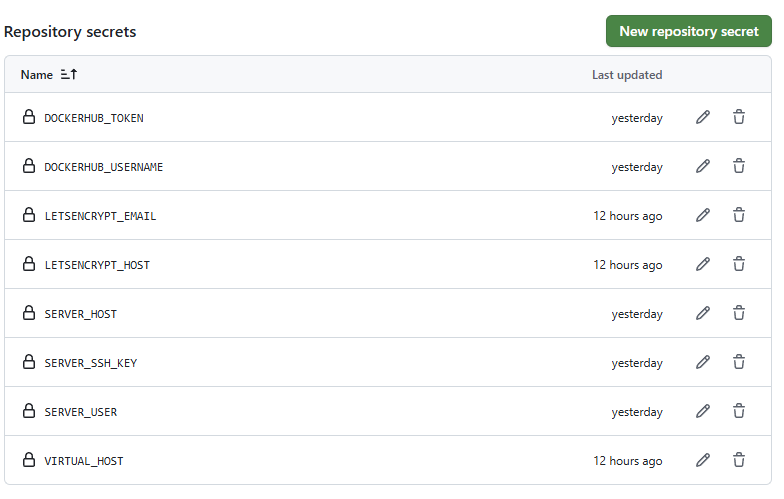 Repository secrets
New repository secret
Name
Last updated
DOCKERHUB_TOKEN yesterday
DOCKERHUB_USERNAME yesterday
LETSENCRYPT_EMAIL 12 hours ago
LETSENCRYPT_HOST 12 hours ago
SERVER_HOST yesterday
SERVER_SSH_KEY yesterday
SERVER_USER yesterday
VIRTUAL_HOST 12 hours ago